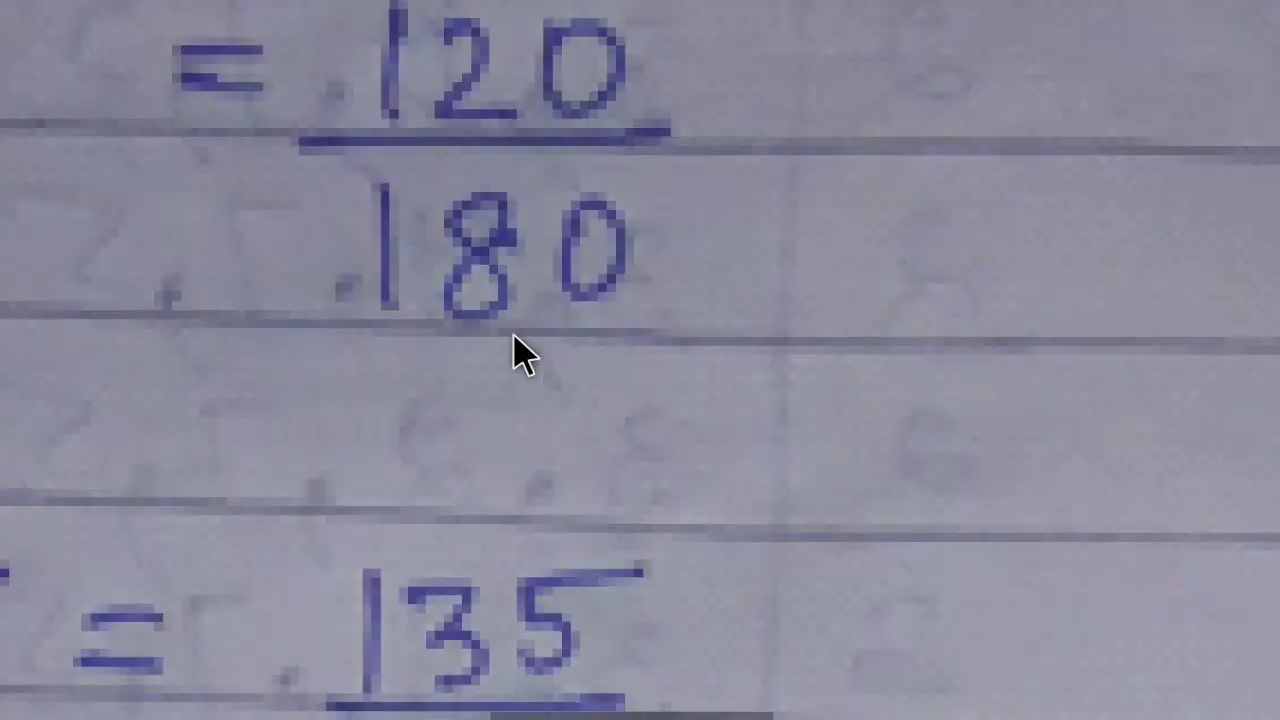 = 120
180
= 135